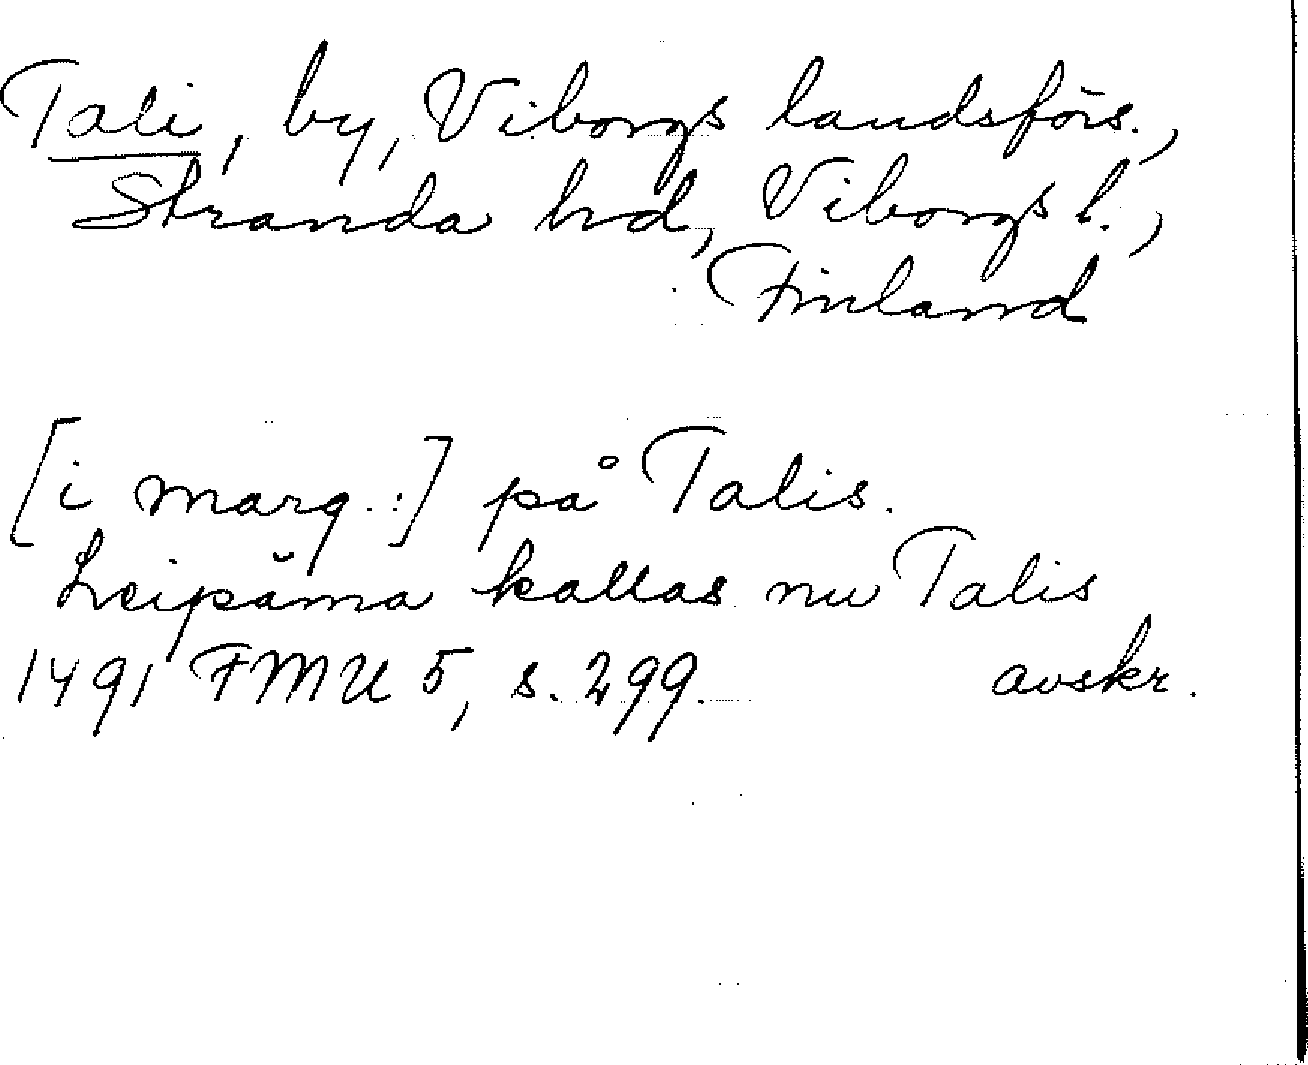 Tali, by, Viborgs landsförs.,
Stranda hd, Viborgs l.,
Finland
[i marg.:] på Talis.
Leipäma kallas nu Talis
1491 FMU 5, s. 299. avskr.